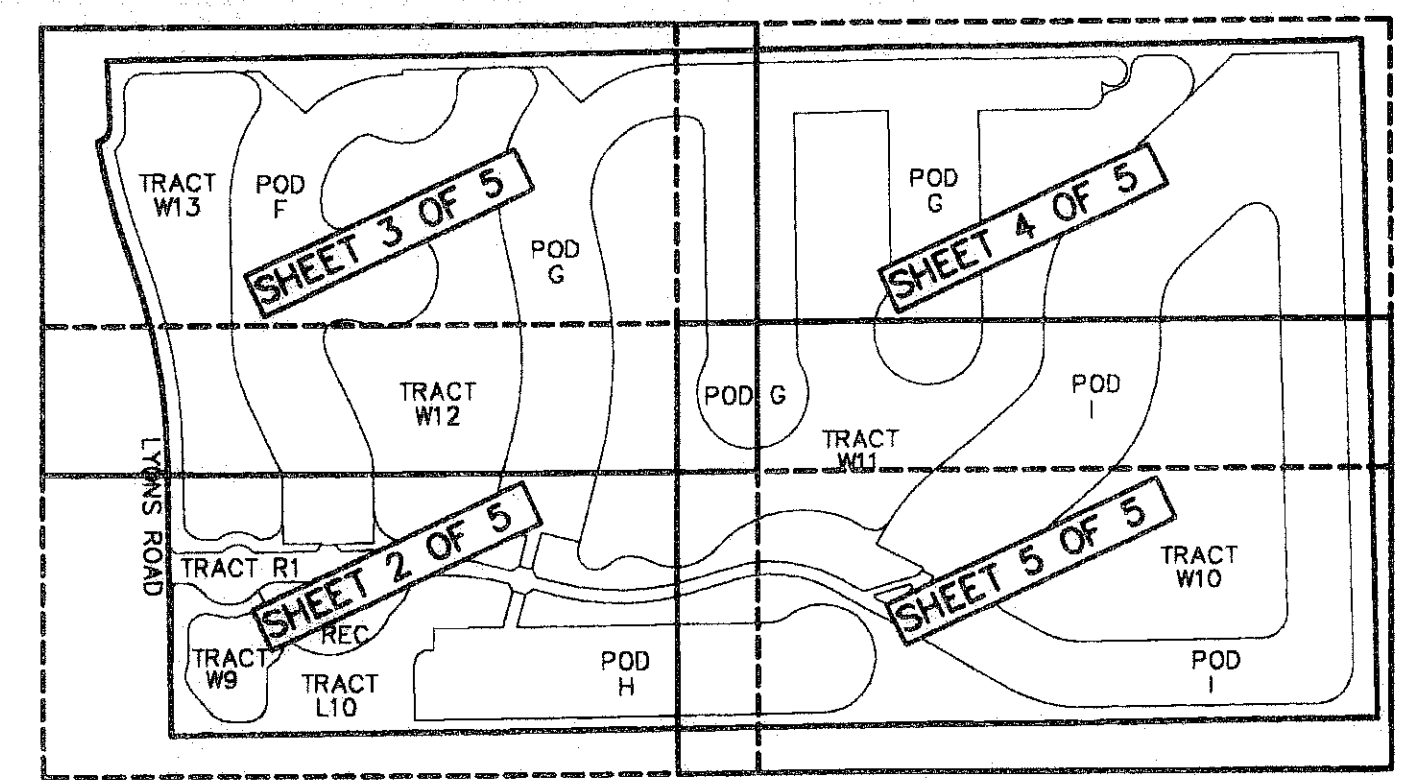 TRACT
W13
POD
F
SHEET 3 OF 5
POD
G
POD
G
SHEET 4 OF 5
TRACT
W12
POD G
POD
I
TRACT
W11
LYONS ROAD
SHEET 2 OF 5
SHEET 5 OF 5
TRACT R1
TRACT
W10
REC
TRACT
W9
TRACT
L10
POD
H
POD
I